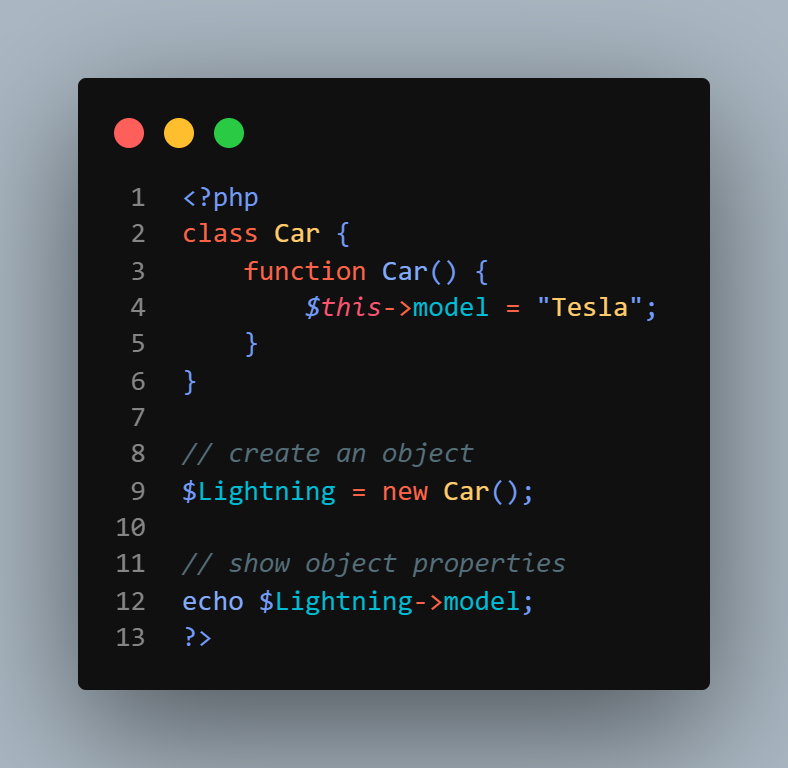 1 <?php
2 class Car {
3     function Car() {
4         $this->model = "Tesla";
5     }
6 }
7
8 // create an object
9 $Lightning = new Car();
10
11 // show object properties
12 echo $Lightning->model;
13 ?>